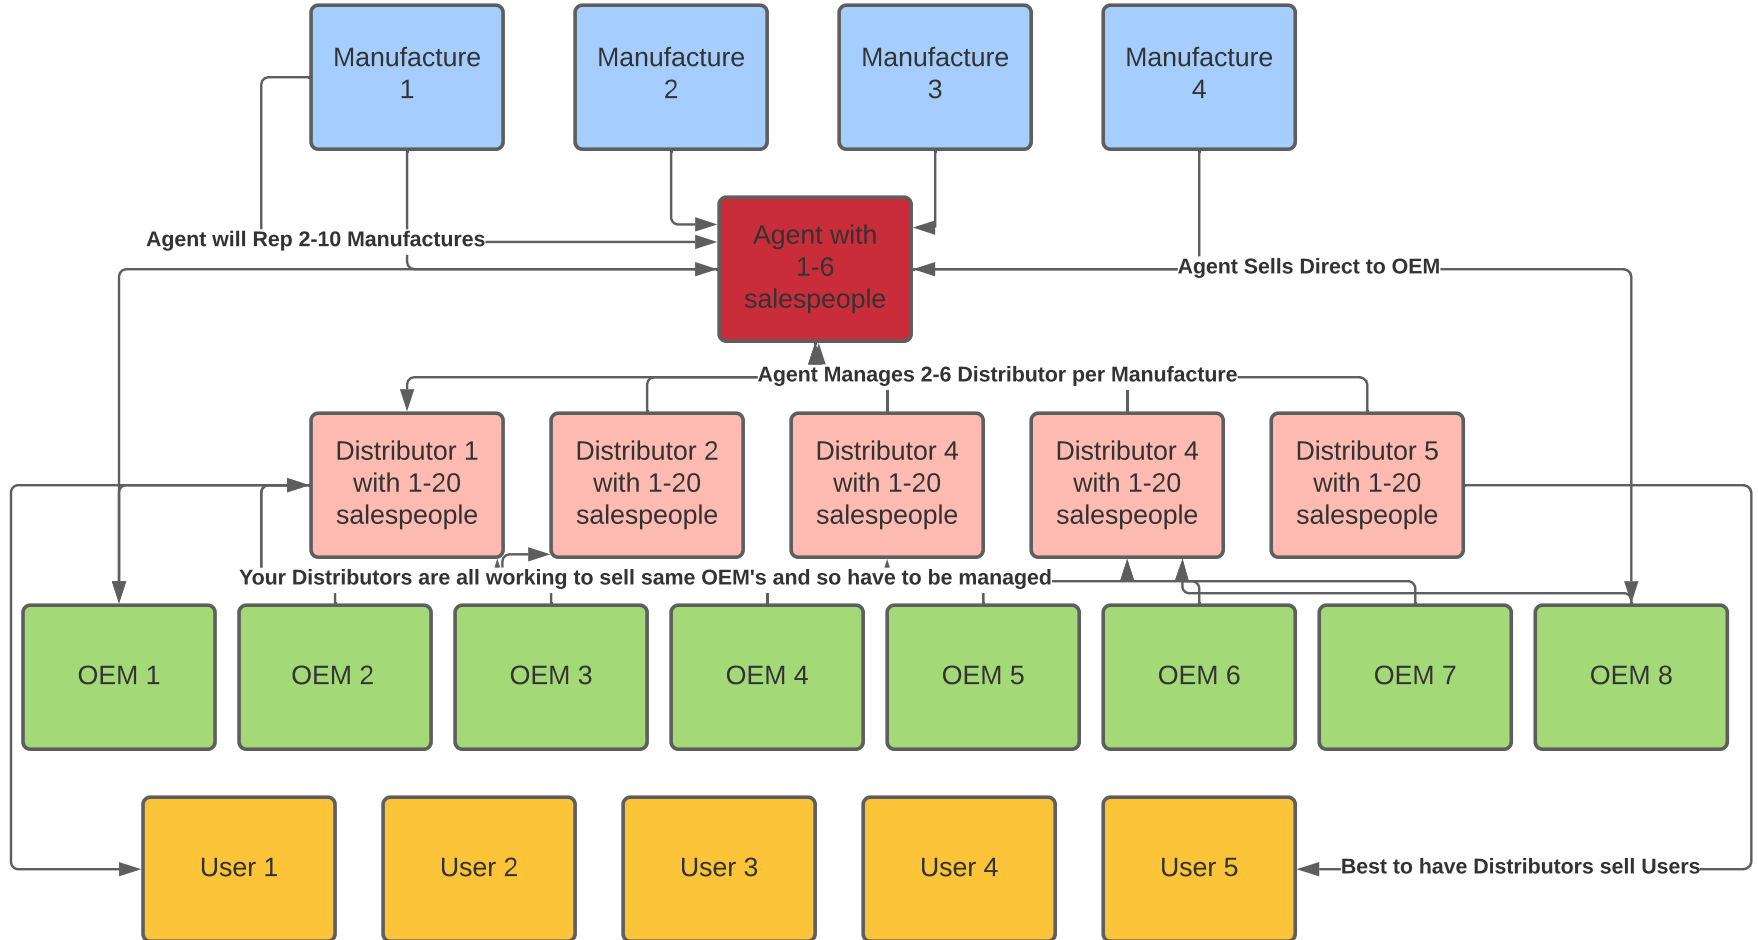 Manufacture
1
Manufacture
2
Manufacture
3
Manufacture
4
Agent will Rep 2-10 Manufactures
Agent with
1-6
salespeople
Agent Sells Direct to OEM
Agent Manages 2-6 Distributor per Manufacture
Distributor 1
with 1-20
salespeople
Distributor 2
with 1-20
salespeople
Distributor 4
with 1-20
salespeople
Distributor 4
with 1-20
salespeople
Distributor 5
with 1-20
salespeople
Your Distributors are all working to sell same OEM's and so have to be managed
OEM 1
OEM 2
OEM 3
OEM 4
OEM 5
OEM 6
OEM 7
OEM 8
User 1
User 2
User 3
User 4
User 5
Best to have Distributors sell Users